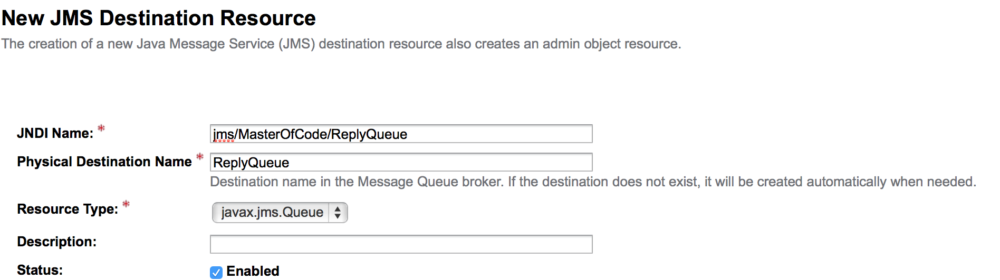 New JMS Destination Resource
The creation of a new Java Message Service (JMS) destination resource also creates an admin object resource.
JNDI Name: * jms/MasterOfCode/ReplyQueue
Physical Destination Name * ReplyQueue
Destination name in the Message Queue broker. If the destination does not exist, it will be created automatically when needed.
Resource Type: * javax.jms.Queue
Description:
Status: Enabled